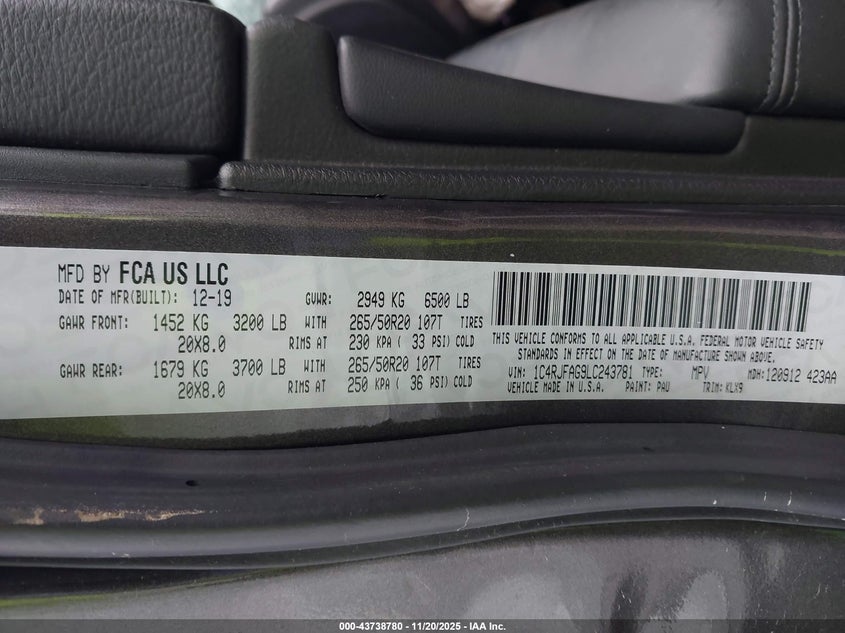 MFD BY FCA US LLC
DATE OF MFR(BUILT): 12-19 GVWR: 2949 KG 6500 LB
GAWR FRONT: 1452 KG 3200 LB WITH 265/50R20 107T TIRES
20X8.0 RIMS AT 230 KPA ( 33 PSI) COLD
GAWR REAR: 1679 KG 3700 LB WITH 265/50R20 107T TIRES
20X8.0 RIMS AT 250 KPA ( 36 PSI) COLD
THIS VEHICLE CONFORMS TO ALL APPLICABLE U.S.A. FEDERAL MOTOR VEHICLE SAFETY
STANDARDS IN EFFECT ON THE DATE OF MANUFACTURE SHOWN ABOVE.
VIN: 1C4RJFAG9LC243781 TYPE: MPV MDH: 120912 423AA
VEHICLE MADE IN U.S.A. PAINT: PAU TRIM: KLX9
000-43738780 - 11/20/2025 - IAA Inc.